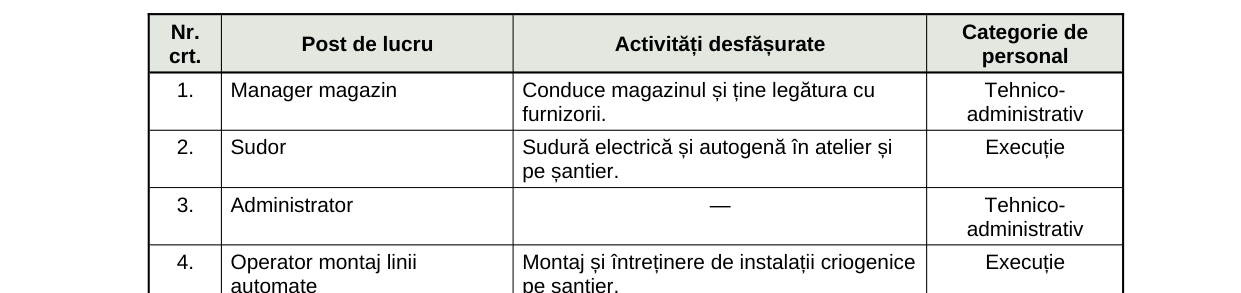 Nr. crt. Post de lucru Activități desfășurate Categorie de personal
1. Manager magazin Conduce magazinul și ține legătura cu Tehnico-
furnizorii. administrativ
2. Sudor Sudură electrică și autogenă în atelier și Execuție
pe șantier.
3. Administrator — Tehnico-
administrativ
4. Operator montaj linii Montaj și întreținere de instalații criogenice Execuție
automate pe șantier.